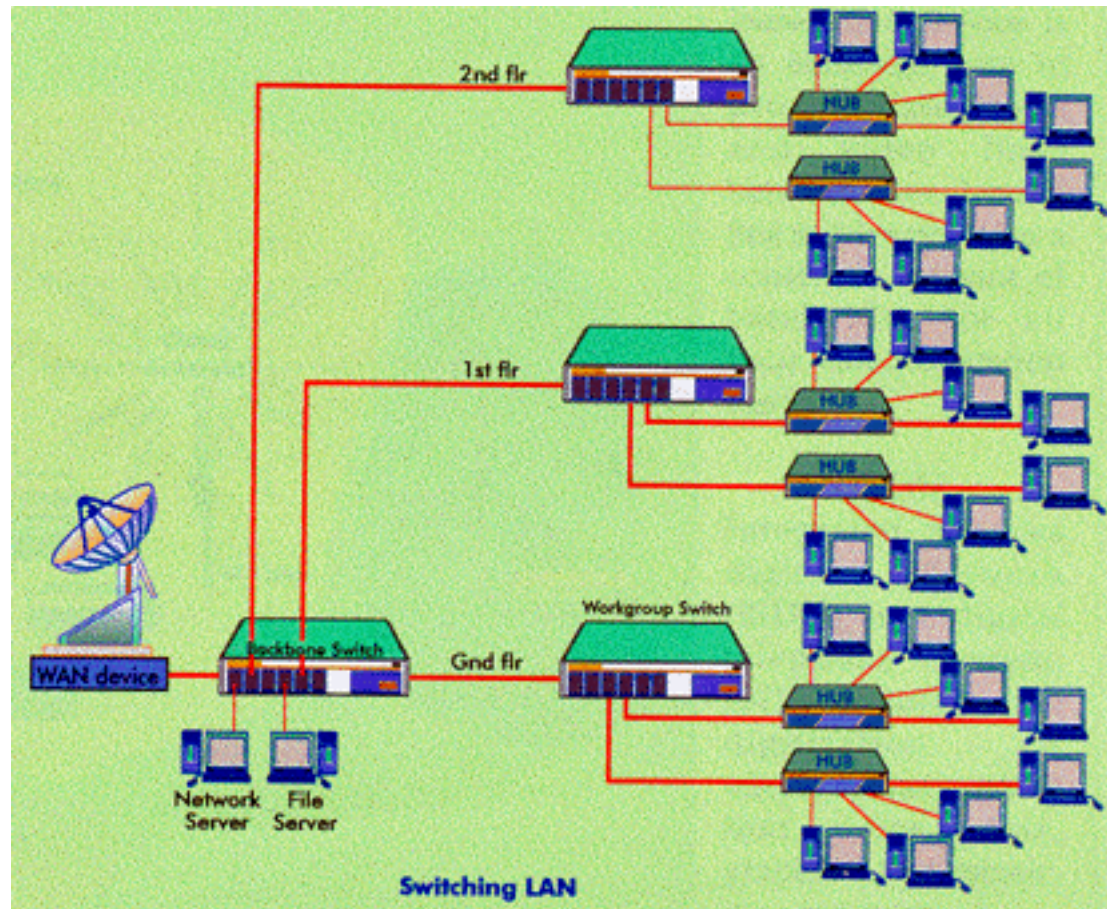 2nd flr
HUB
HUB
1st flr
HUB
HUB
Workgroup Switch
Backbone Switch
Gnd flr
WAN device
HUB
HUB
Network
Server
File
Server
Switching LAN